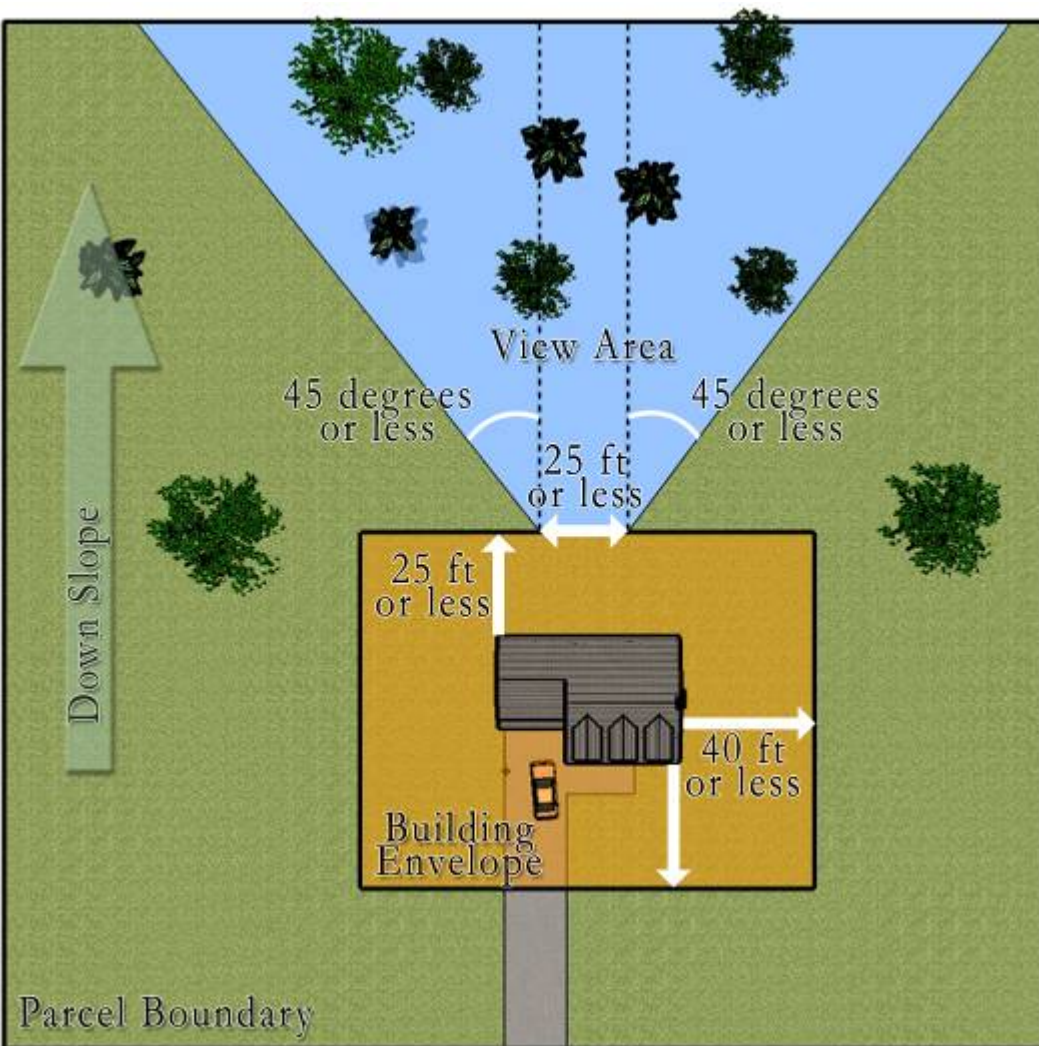 View Area
45 degrees
or less
45 degrees
or less
25 ft
or less
25 ft
or less
Down Slope
40 ft
or less
Building
Envelope
Parcel Boundary